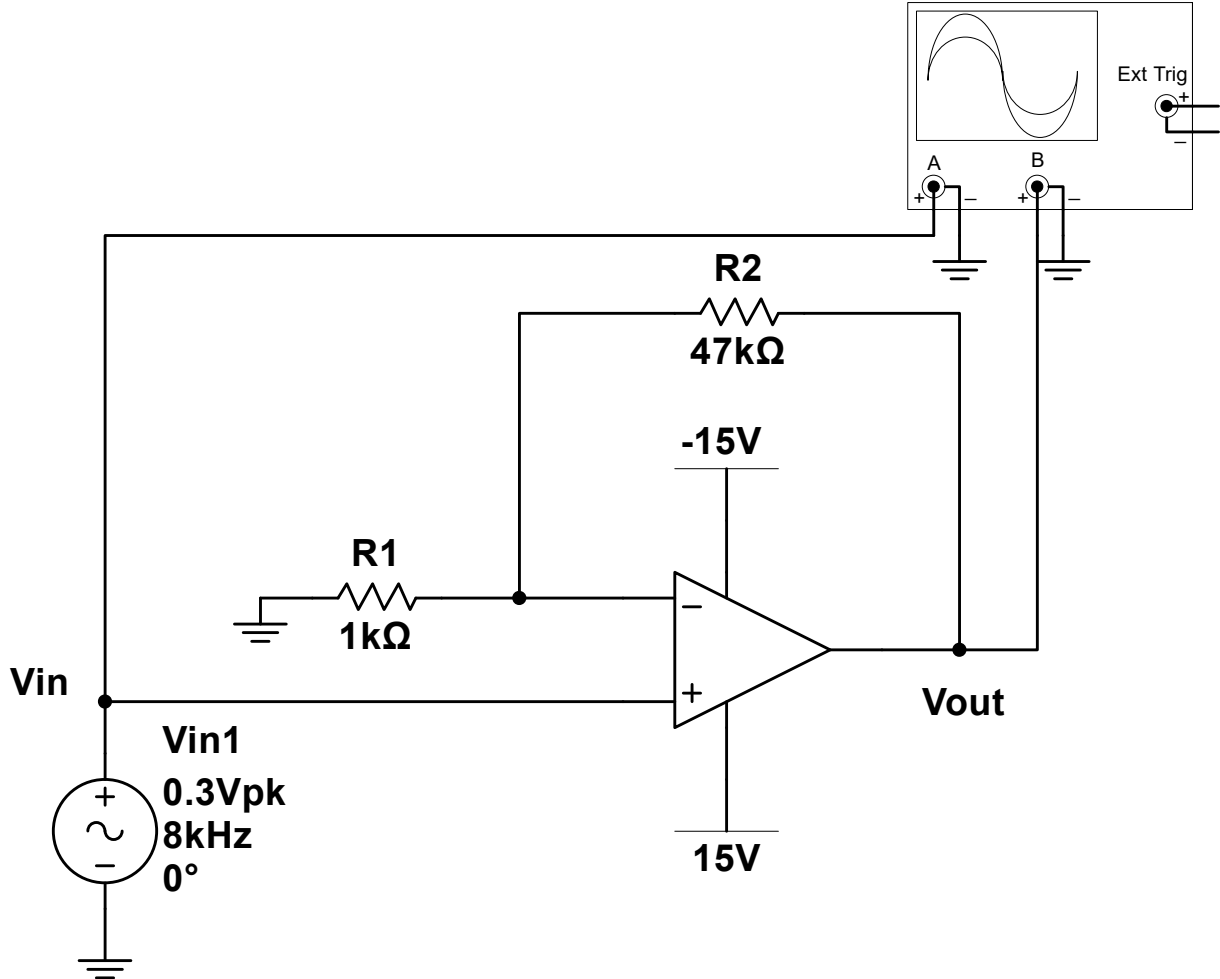 Ext Trig
+
−
A
B
+
−
+
−
R2
47kΩ
-15V
R1
1kΩ
−
+
Vin
Vout
Vin1
0.3Vpk
8kHz
0°
+
−
15V